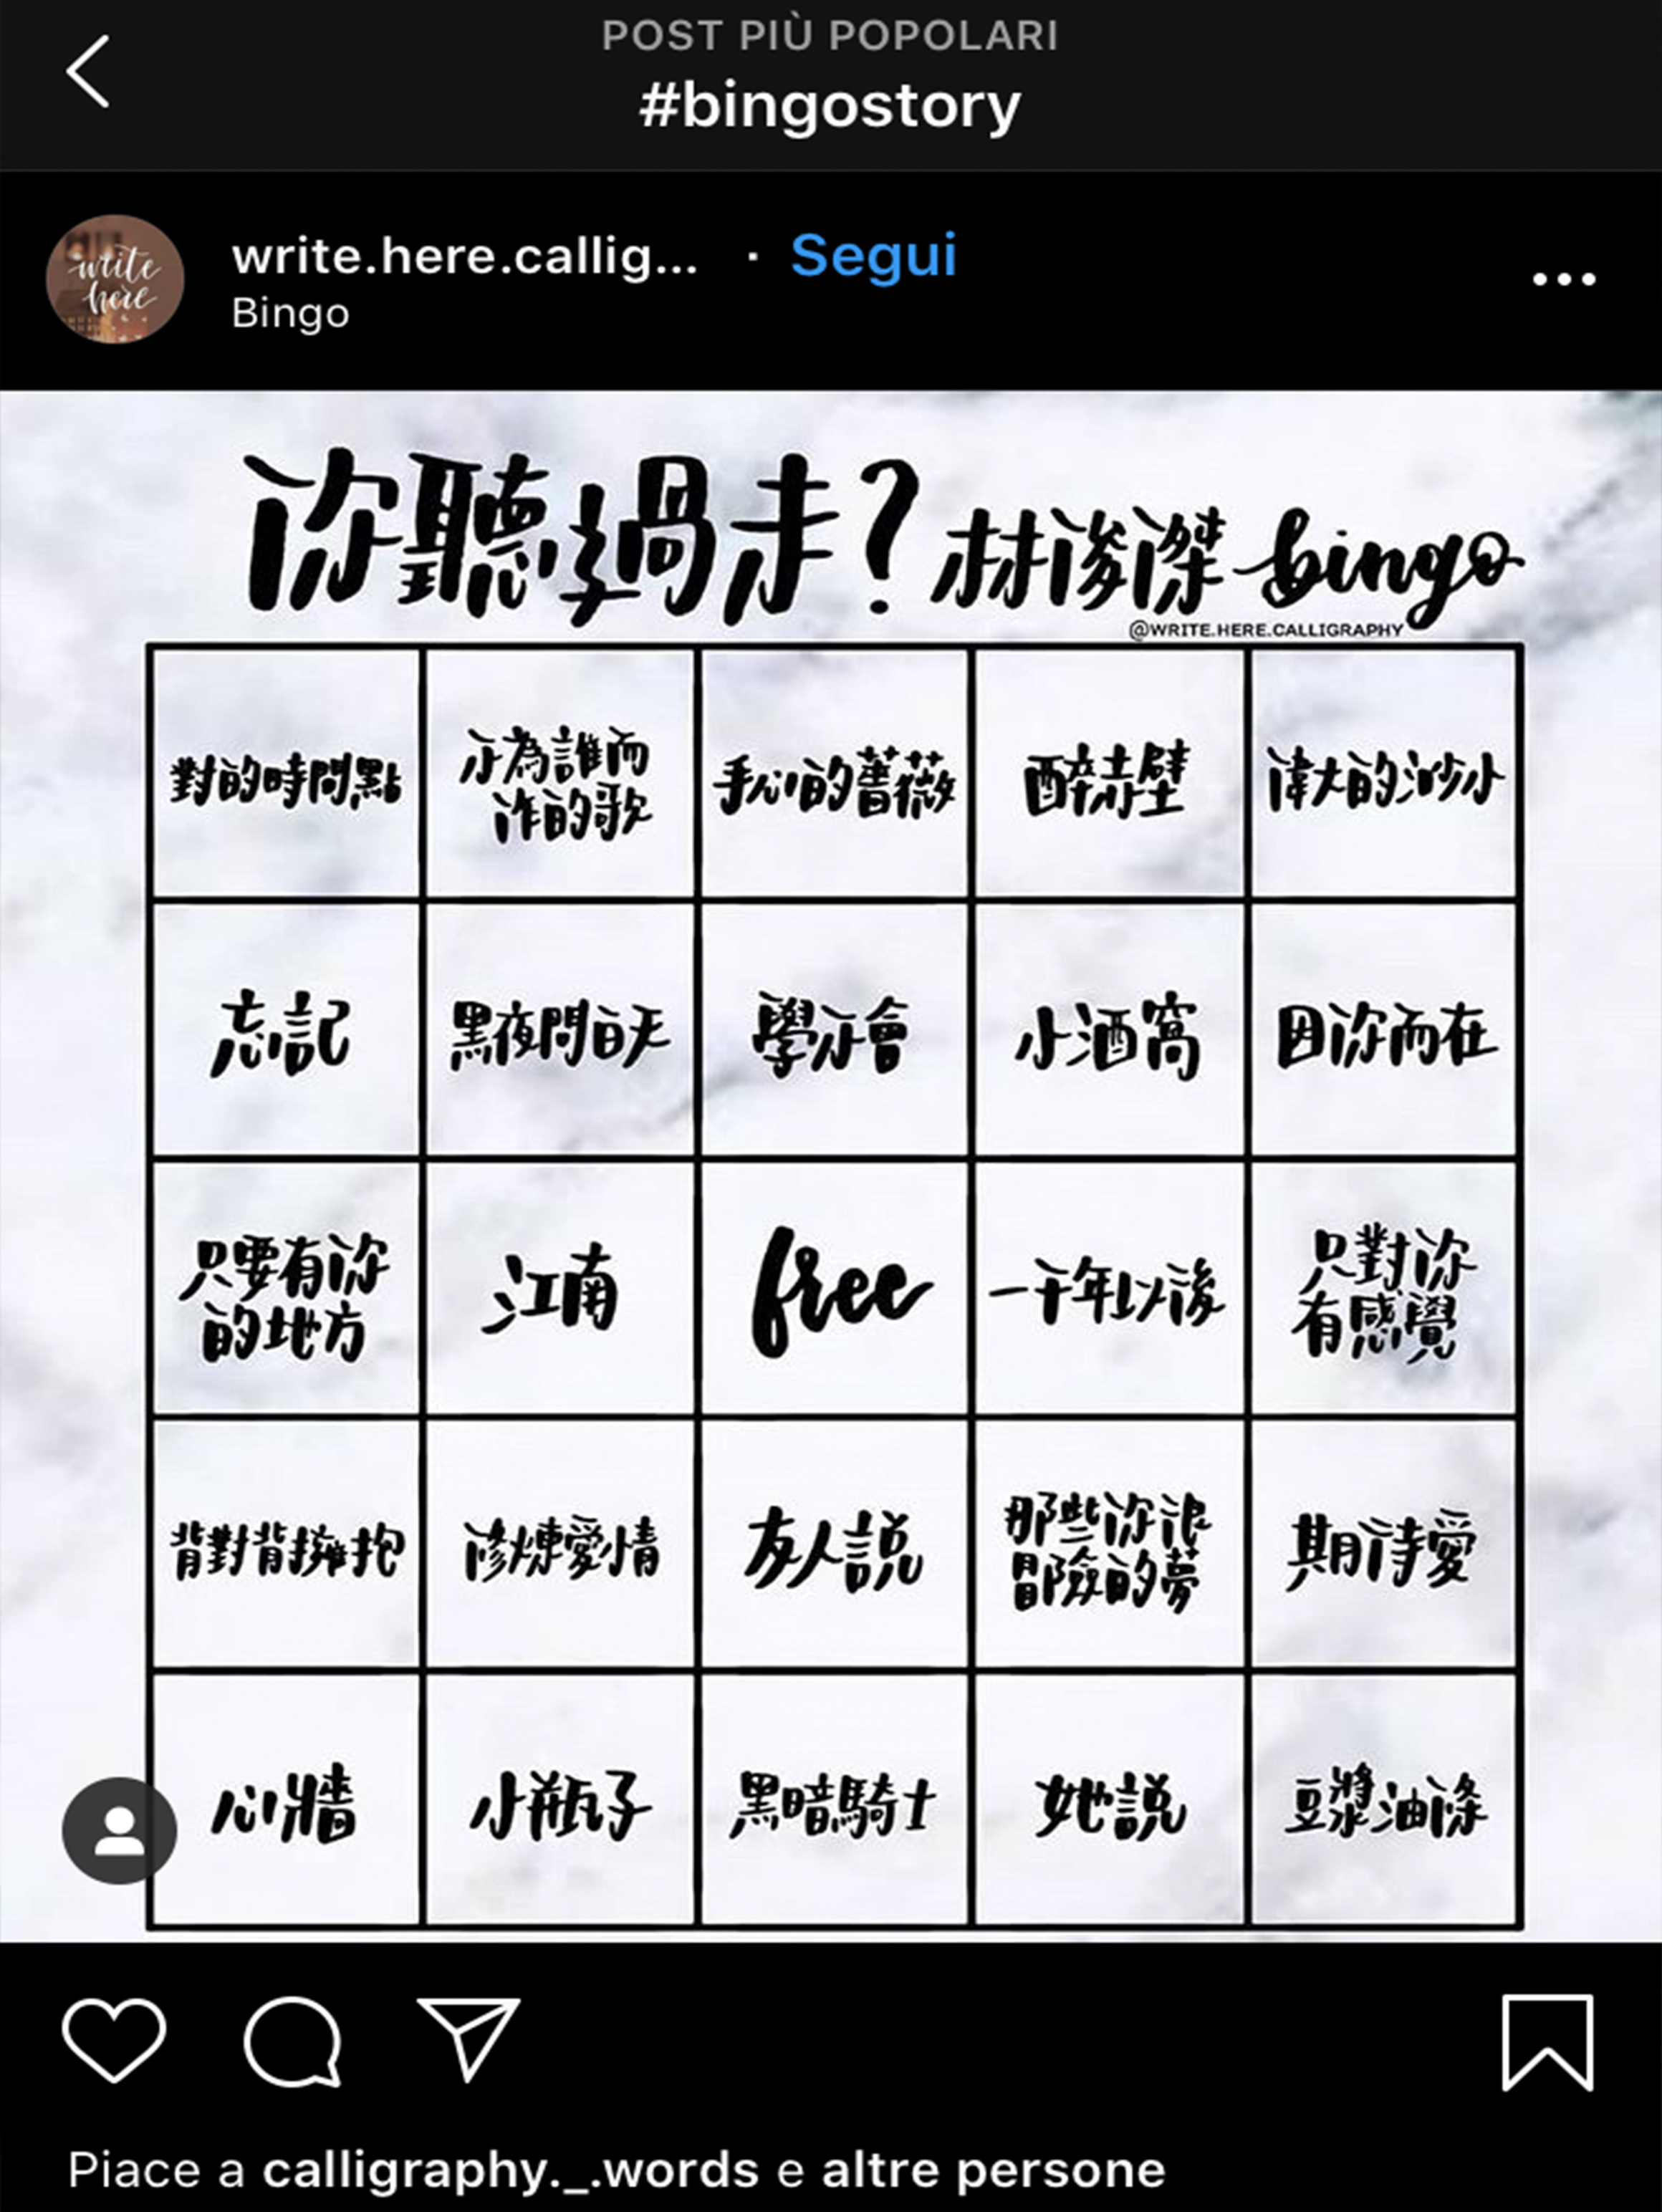 POST PIÙ POPOLARI
#bingostory
write.here.callig... · Segui
write
here
Bingo
你聽過未? 林俊傑 bingo
@WRITE.HERE.CALLIGRAPHY
對的時間點
不為誰而
作的歌
手心的薔薇
醉赤壁
偉大的渺小
忘記
黑夜問白天
學不會
小酒窩
因你而在
只要有你
的地方
江南
free
一千年以後
只對你
有感覺
背對背擁抱
修煉愛情
友人說
那些你很
冒險的夢
期待愛
心牆
小瓶子
黑暗騎士
她說
豆漿油條
Piace a calligraphy._.words e altre persone